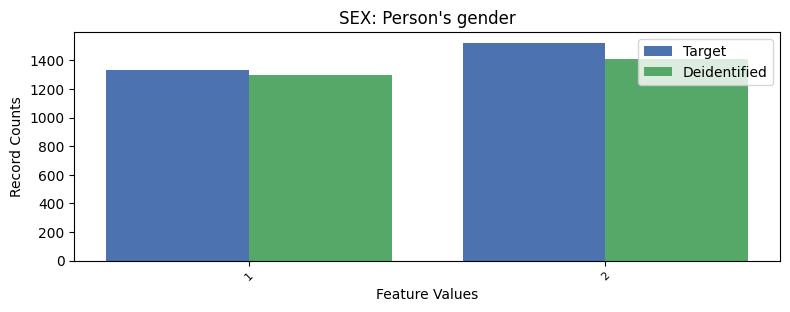 SEX: Person's gender
Target
Deidentified
1400
1200
1000
800
600
400
200
0
Record Counts
1
2
Feature Values